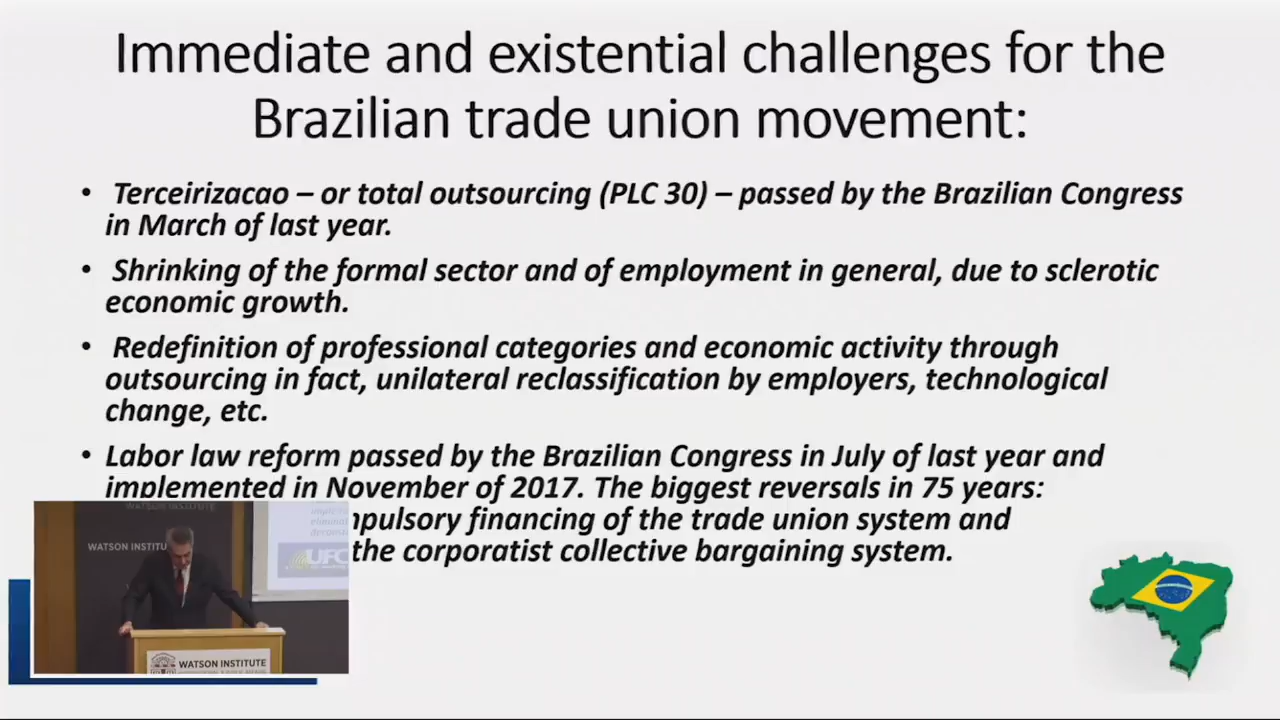 Immediate and existential challenges for the
Brazilian trade union movement:
• Terceirizacao – or total outsourcing (PLC 30) – passed by the Brazilian Congress
in March of last year.
• Shrinking of the formal sector and of employment in general, due to sclerotic
economic growth.
• Redefinition of professional categories and economic activity through
outsourcing in fact, unilateral reclassification by employers, technological
change, etc.
• Labor law reform passed by the Brazilian Congress in July of last year and
implemented in November of 2017. The biggest reversals in 75 years:
financing of the trade union system and
the corporatist collective bargaining system.
WATSON INSTITUTE
WATSON INSTITU
UFC
WATSON INSTITUTE